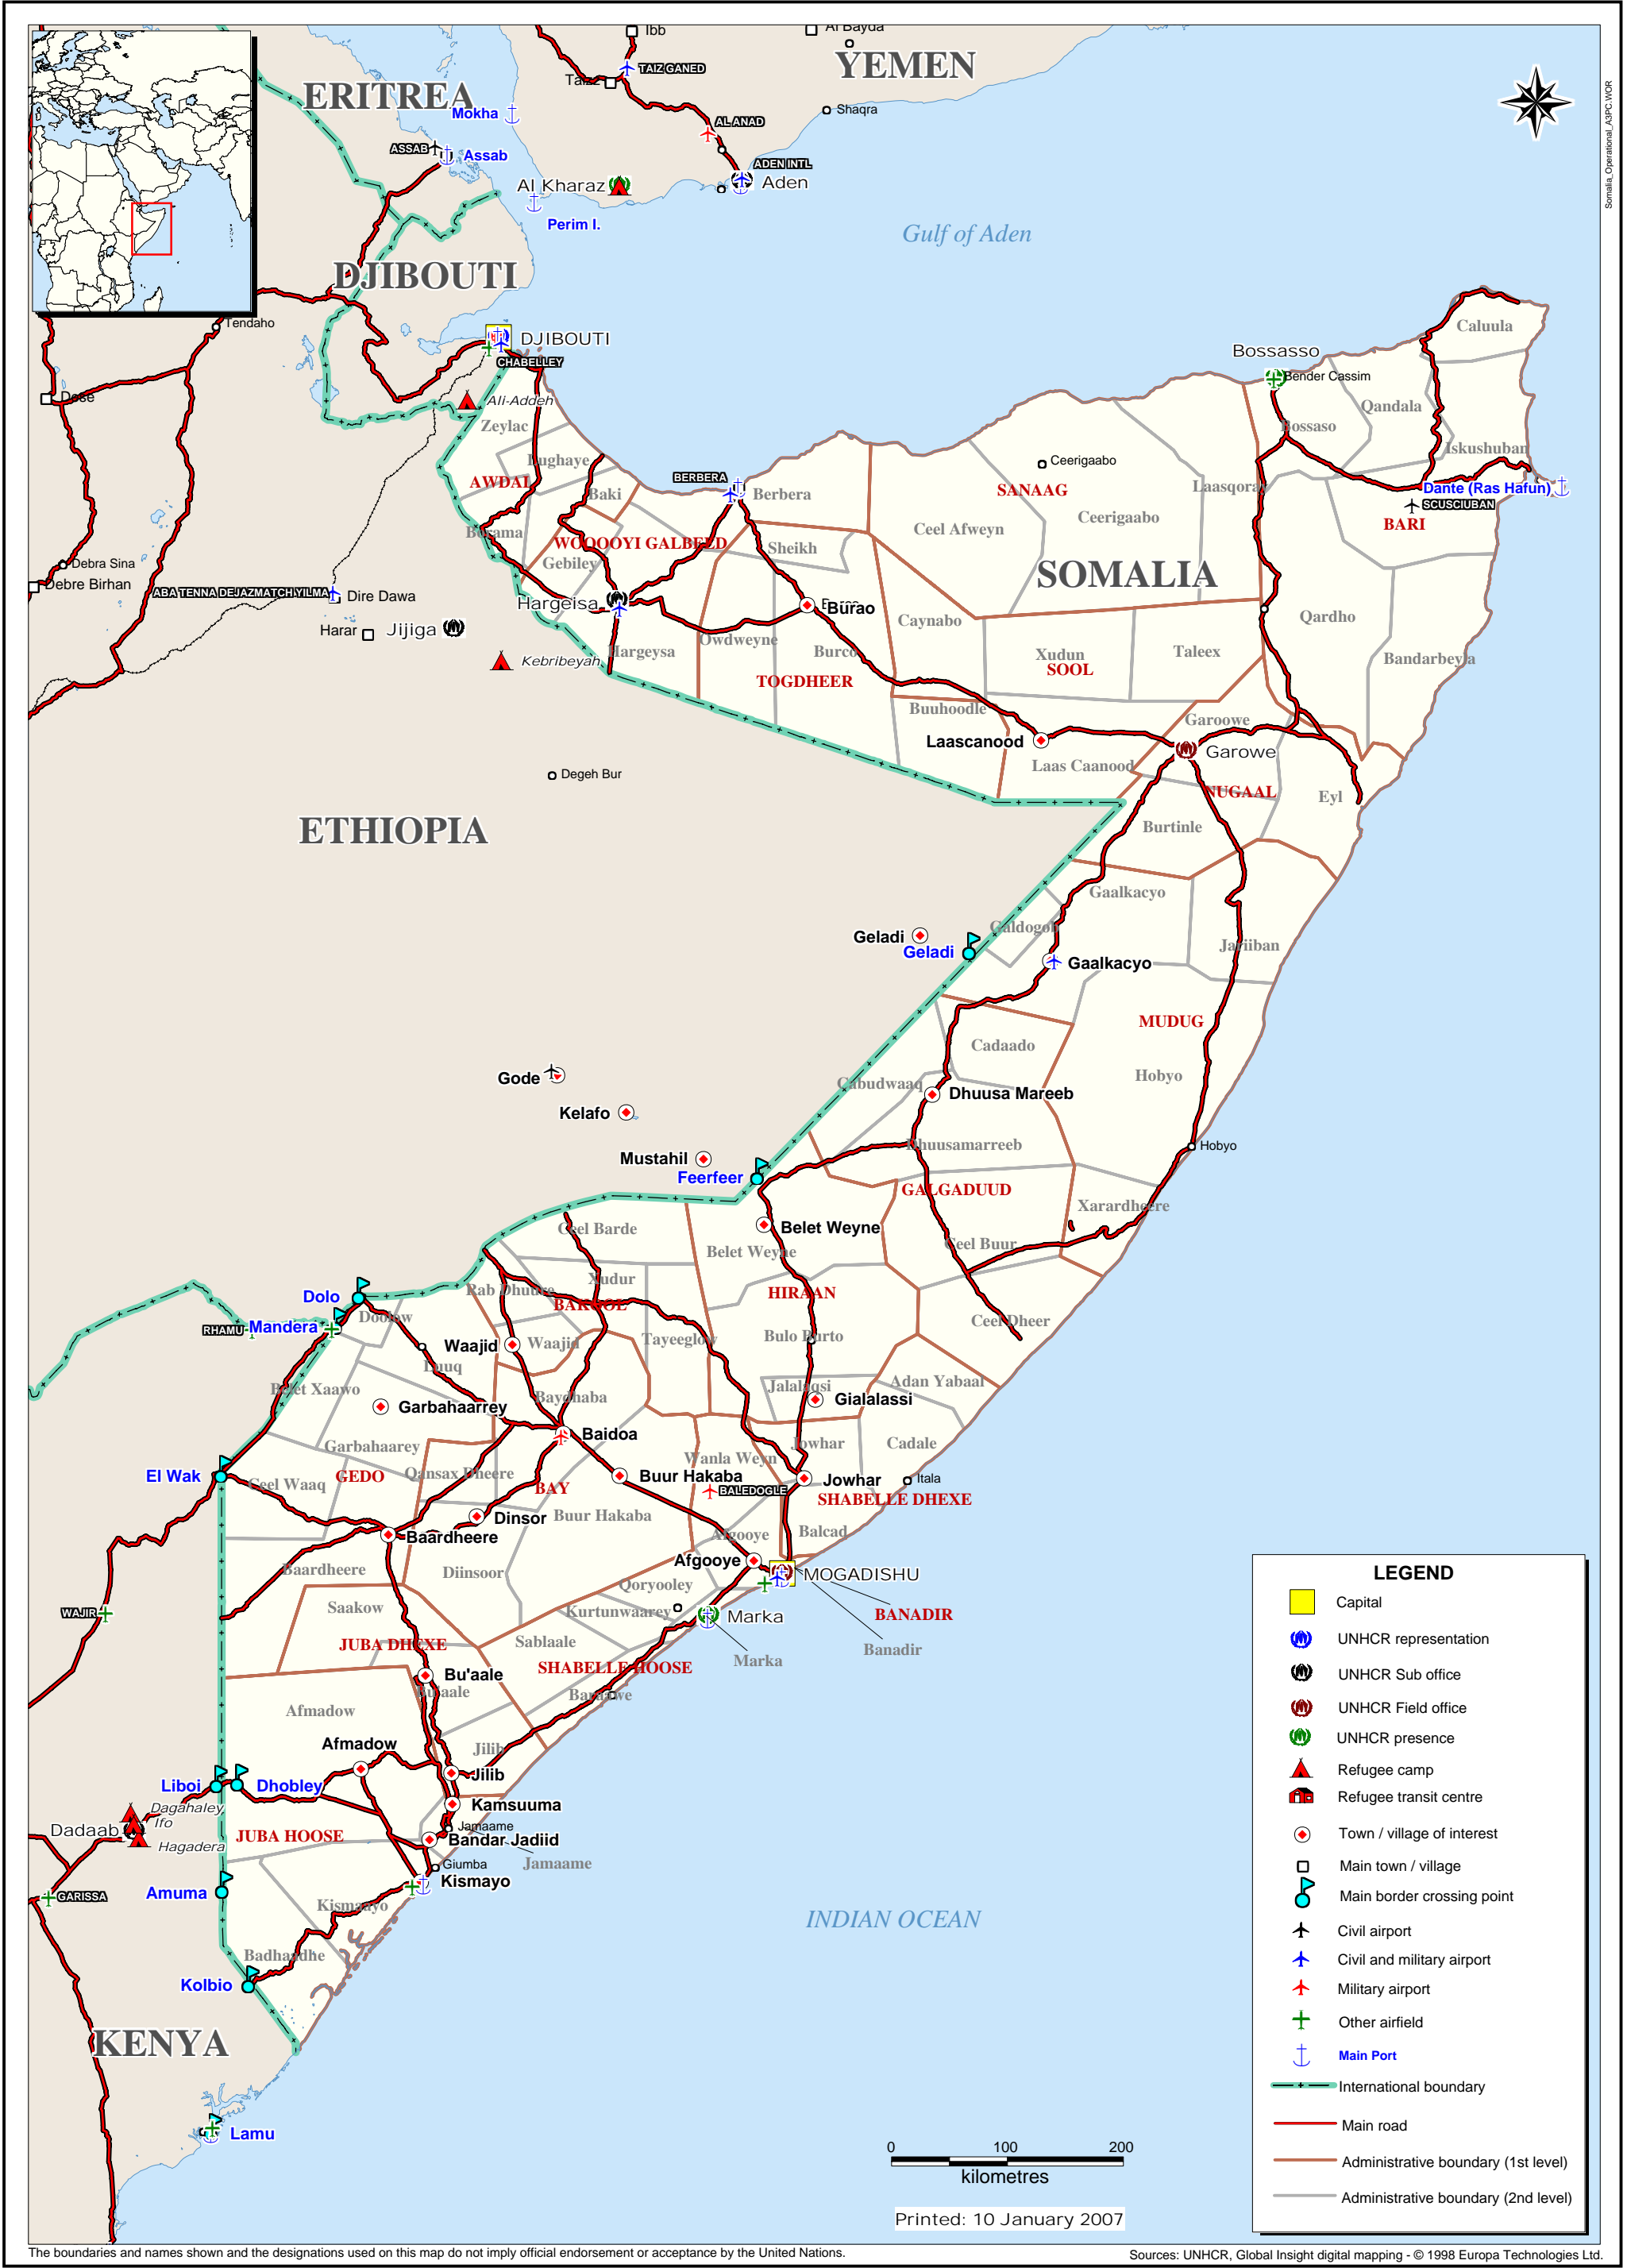 Ibb
Al Bayda
YEMEN
TAIZ GANED
Taizz
ERITREA
Mokha
Shaqra
AL ANAD
ASSAB
Assab
ADEN INTL
Aden
Al Kharaz
Perim I.
Gulf of Aden
Somalia_Operational_A3PC.WOR
DJIBOUTI
Tendaho
DJIBOUTI
CHABELLEY
Caluula
Bossasso
Bender Cassim
Dese
Ali-Addeh
Qandala
Zeylac
Bossaso
Iskushuban
Lughaye
Ceerigaabo
AWDAL
BERBERA
Berbera
SANAAG
Laasqoray
Dante (Ras Hafun)
Baki
SCUSCIUBAN
Ceerigaabo
BARI
Borama
Ceel Afweyn
WOQOOYI GALBEED
Sheikh
Gebiley
Debra Sina
SOMALIA
Debre Birhan
ABA TENNA DEJAZMATCH YILMA
Dire Dawa
Hargeisa
Burao
Caynabo
Qardho
Harar
Jijiga
Owdweyne
Hargeysa
Burco
Xudun
Taleex
Kebribeyah
Bandarbeyla
SOOL
TOGDHEER
Buuhoodle
Garoowe
Laascanood
Garowe
Laas Caanood
Degeh Bur
NUGAAL
Eyl
ETHIOPIA
Burtinle
Gaalkacyo
Galdogob
Geladi
Jariiban
Geladi
Gaalkacyo
MUDUG
Cadaado
Hobyo
Gode
Cabudwaaq
Dhuusa Mareeb
Kelafo
Dhuusamarreeb
Hobyo
Mustahil
Feerfeer
GALGADUUD
Xarardheere
Ceel Barde
Belet Weyne
Ceel Buur
Belet Weyne
Xudur
Rab Dhuure
HIRAAN
Dolo
BAKOOL
Doolow
Ceel Dheer
Mandera
RHAMU
Bulo Burto
Tayeeglow
Waajid
Waajid
Luuq
Adan Yabaal
Jalalaqsi
Belet Xaawo
Baydhaba
Gialalassi
Garbahaarrey
Baidoa
Jowhar
Cadale
Garbahaarey
Wanla Weyn
El Wak
GEDO
Qansax Dheere
Buur Hakaba
Jowhar
Itala
Ceel Waaq
BAY
BALEDOGLE
SHABELLE DHEXE
Dinsor
Buur Hakaba
Baardheere
Afgooye
Balcad
Afgooye
Baardheere
Diinsoor
MOGADISHU
Qoryooley
Saakow
WAJIR
Kurtunwaarey
Marka
BANADIR
JUBA DHEXE
Sablaale
Banadir
Marka
SHABELLE HOOSE
Bu'aale
Bu'aale
Baraawe
Afmadow
Afmadow
Jilib
Jilib
Liboi
Dhobley
Dagahaley
Kamsuuma
Ifo
Dadaab
Jamaame
JUBA HOOSE
Bandar Jadiid
Hagadera
Giumba
Jamaame
Kismayo
Amuma
GARISSA
Kismaayo
INDIAN OCEAN
Badhaadhe
Kolbio
KENYA
Lamu
LEGEND
Capital
UNHCR representation
UNHCR Sub office
UNHCR Field office
UNHCR presence
Refugee camp
Refugee transit centre
Town / village of interest
Main town / village
Main border crossing point
Civil airport
Civil and military airport
Military airport
Other airfield
Main Port
International boundary
Main road
Administrative boundary (1st level)
Administrative boundary (2nd level)
0 100 200
kilometres
Printed: 10 January 2007
The boundaries and names shown and the designations used on this map do not imply official endorsement or acceptance by the United Nations.
Sources: UNHCR, Global Insight digital mapping - © 1998 Europa Technologies Ltd.